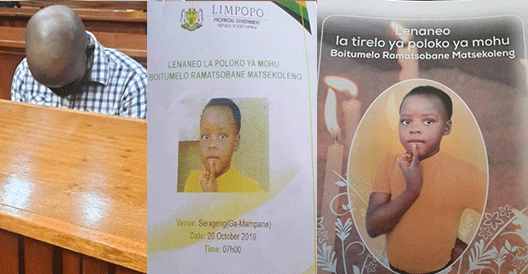 LIMPOPO
PROVINCIAL GOVERNMENT
REPUBLIC OF SOUTH AFRICA
LENANEO LA POLOKO YA MOHU
BOITUMELO RAMATSOBANE MATSEKOLENG
Venue: Serageng(Ga-Mampane)
Date: 20 October 2019
Time: 07h00
Lenaneo
la tirelo ya poloko ya mohu
Boitumelo Ramatsobane Matsekoleng